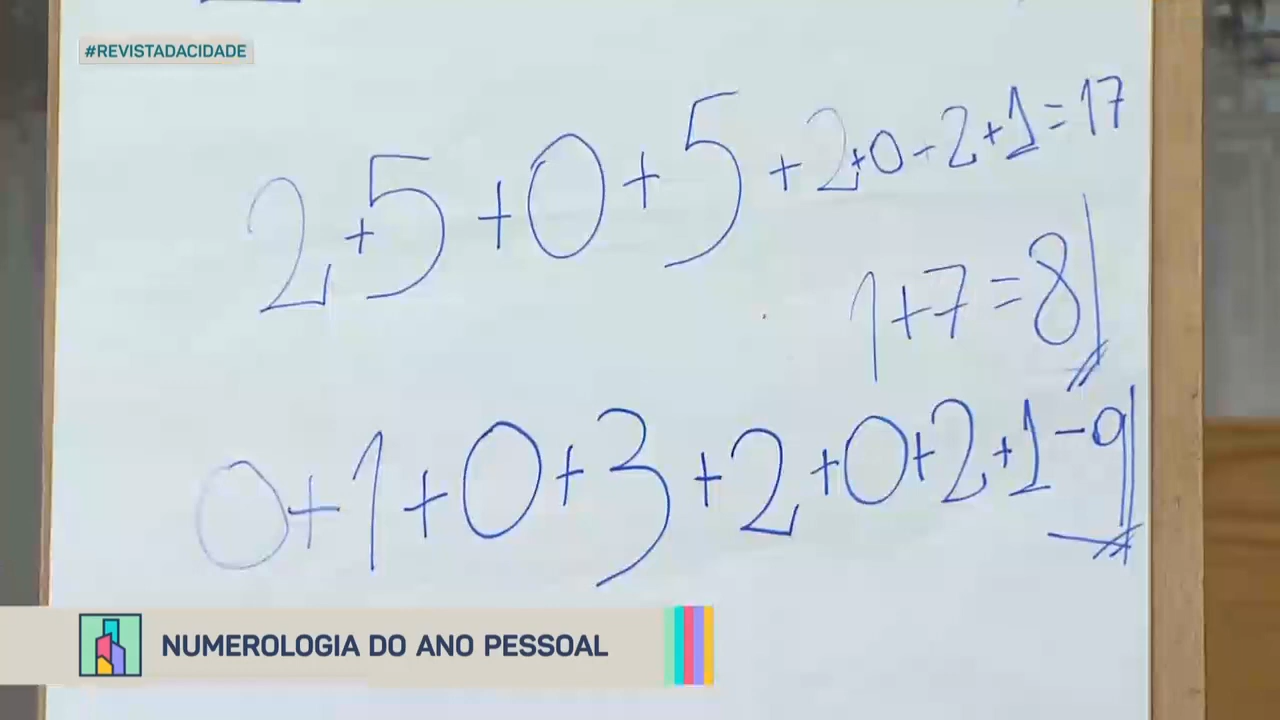 #REVISTADACIDADE
2+5+0+5+2+0+2+1=17
1+7=8
0+1+0+3+2+0+2+1-9
NUMEROLOGIA DO ANO PESSOAL